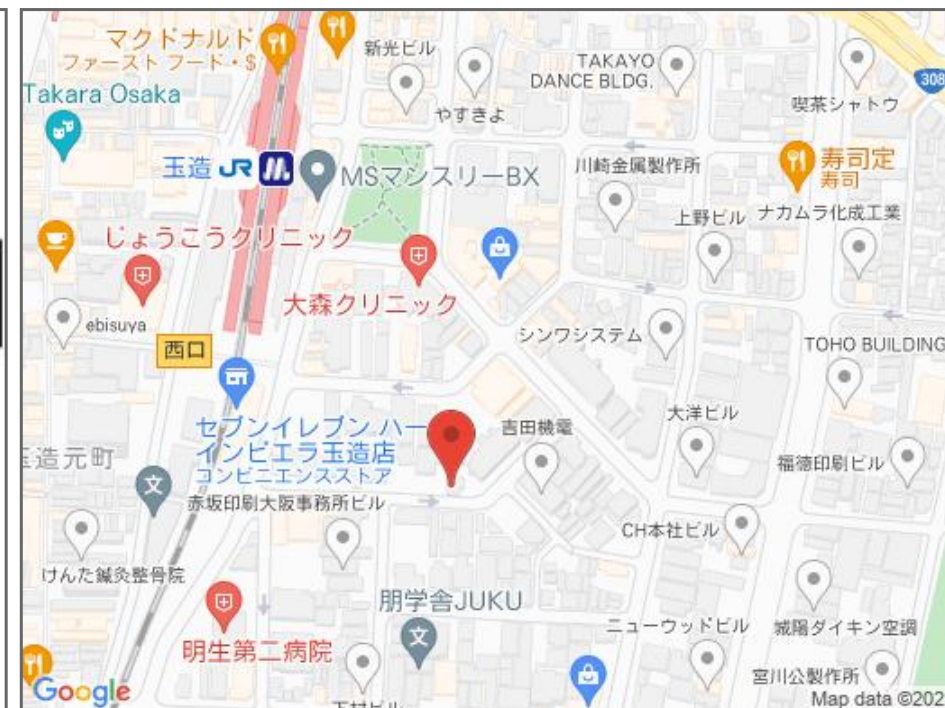 マクドナルド
ファースト フード・$
新光ビル
TAKAYO
DANCE BLDG.
308
Takara Osaka
やすきよ
喫茶シャトウ
玉造 JR
MSマンスリーBX
川崎金属製作所
寿司定
寿司
上野ビル
ナカムラ化成工業
じょうこうクリニック
大森クリニック
ebisuya
シンワシステム
西口
TOHO BUILDING
セブンイレブン ハー
トインピエラ玉造店
コンビニエンスストア
吉田機電
大洋ビル
造元町
文
福徳印刷ビル
赤坂印刷大阪事務所ビル
CH本社ビル
けんた鍼灸整骨院
朋学舎JUKU
文
ニューウッドビル
城陽ダイキン空調
明生第二病院
宮川公製作所
Google
下村ビル
Map data ©202